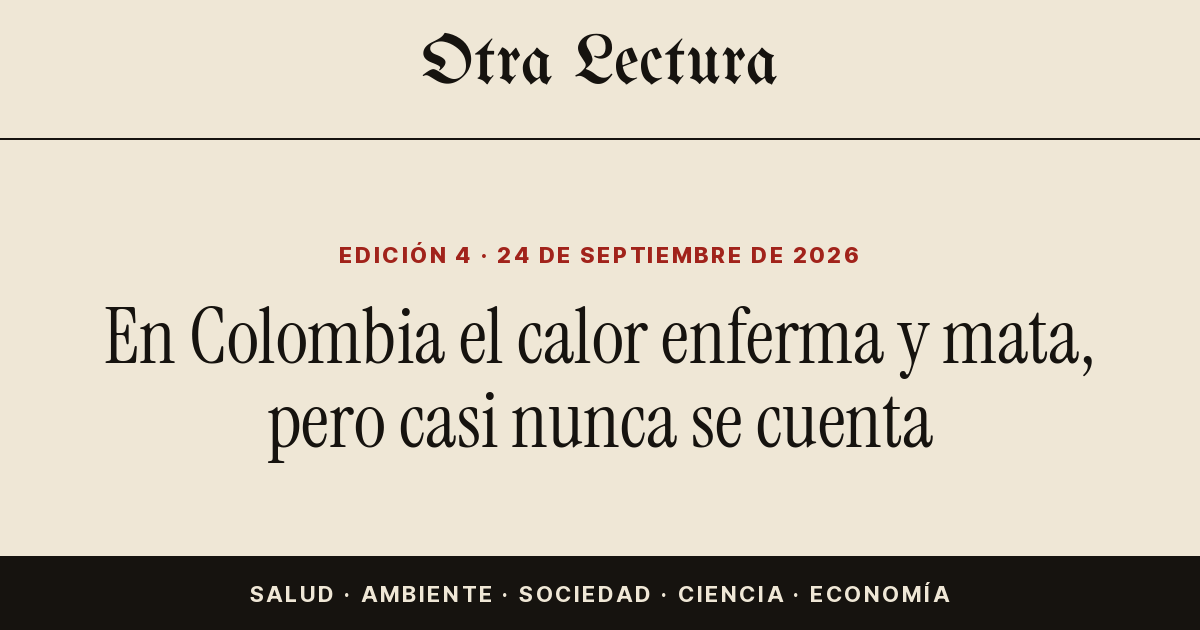 Otra Lectura
EDICIÓN 4 · 24 DE SEPTIEMBRE DE 2026
En Colombia el calor enferma y mata,
pero casi nunca se cuenta
SALUD · AMBIENTE · SOCIEDAD · CIENCIA · ECONOMÍA